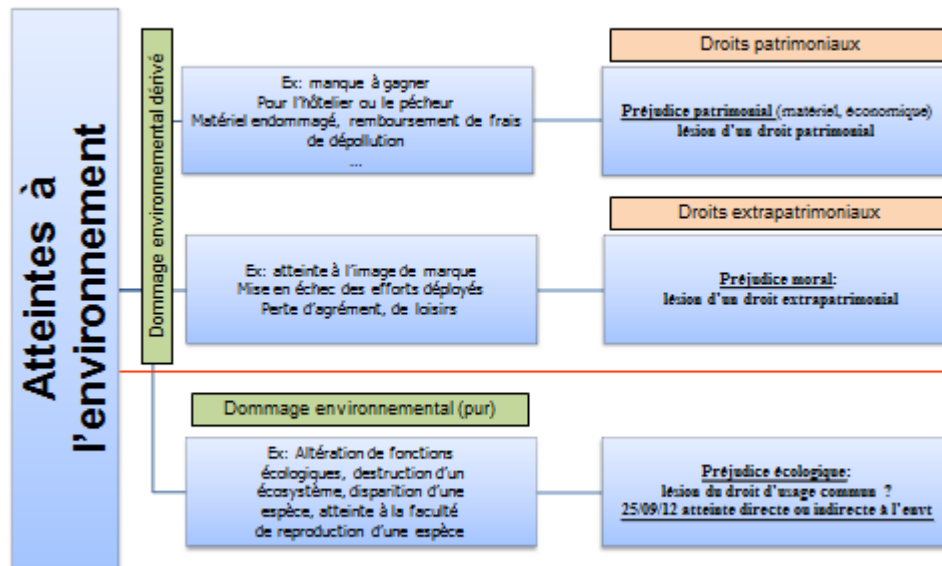 Atteintes à
l'environnement
Dommage environnemental dérivé
Ex: manque à gagner
Pour l'hôtelier ou le pécheur
Matériel endommagé, remboursement de frais
de dépollution
...
Droits patrimoniaux
Préjudice patrimonial (matériel, économique)
lésion d'un droit patrimonial
Ex: atteinte à l'image de marque
Mise en échec des efforts déployés
Perte d'agrément, de loisirs
Droits extrapatrimoniaux
Préjudice moral:
lésion d'un droit extrapatrimonial
Dommage environnemental (pur)
Ex: Altération de fonctions
écologiques, destruction d'un
écosystème, disparition d'une
espèce, atteinte à la faculté
de reproduction d'une espèce
Préjudice écologique:
lésion du droit d'usage commun ?
25/09/12 atteinte directe ou indirecte à l'envt